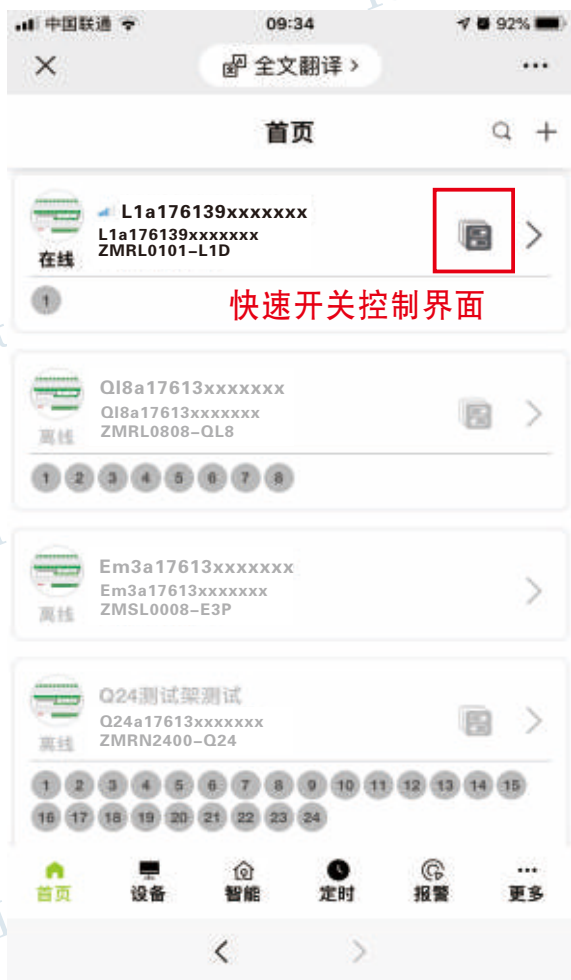 中国联通 09:34 92%
全文翻译
首页
L1a176139xxxxxxx
L1a176139xxxxxxx
ZMRL0101-L1D
在线
1
快速开关控制界面
Ql8a17613xxxxxxx
Ql8a17613xxxxxxx
ZMRL0808-QL8
离线
1 2 3 4 5 6 7 8
Em3a17613xxxxxxx
Em3a17613xxxxxxx
ZMSL0008-E3P
离线
Q24测试架测试
Q24a17613xxxxxxx
ZMRN2400-Q24
离线
1 2 3 4 5 6 7 8 9 10 11 12 13 14 15
16 17 18 19 20 21 22 23 24
首页 设备 智能 定时 报警 更多